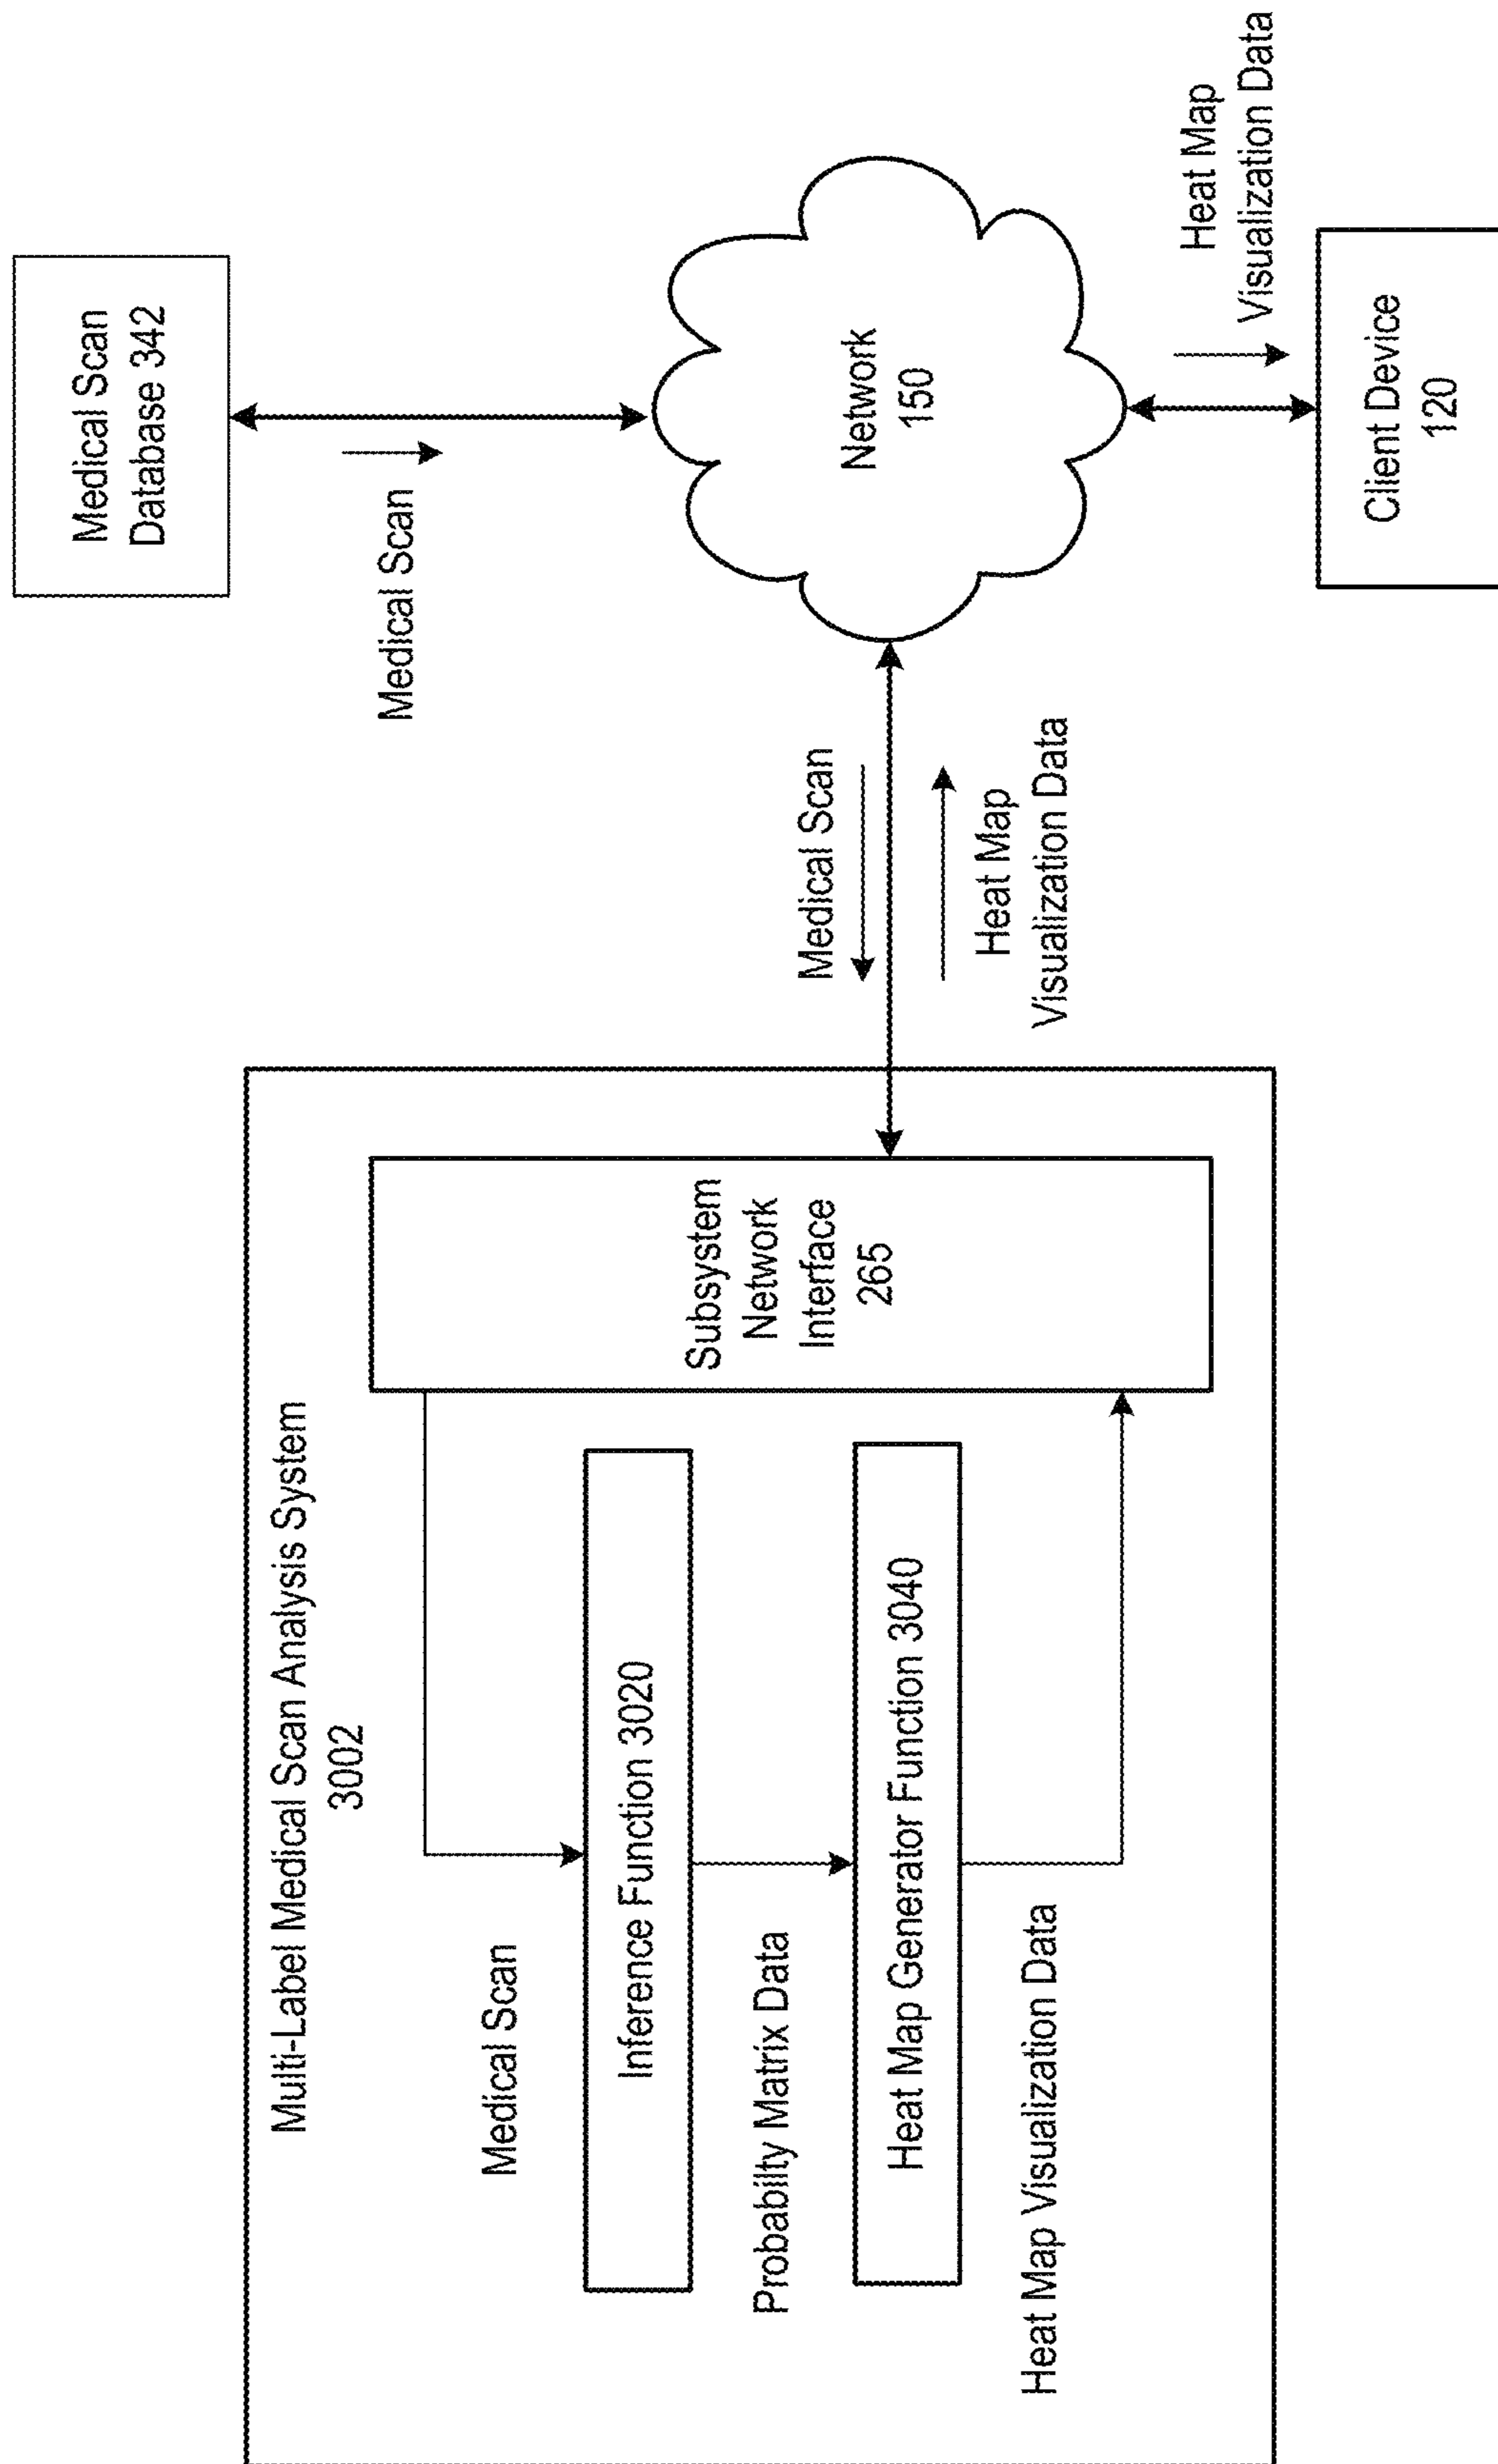 Multi-Label Medical Scan Analysis System
3002
Medical Scan
Inference Function 3020
Probabilty Matrix Data
Heat Map Generator Function 3040
Heat Map Visualization Data
Subsystem
Network
Interface
265
Medical Scan
Heat Map
Visualization Data
Medical Scan
Database 342
Medical Scan
Network
150
Heat Map
Visualization Data
Client Device
120